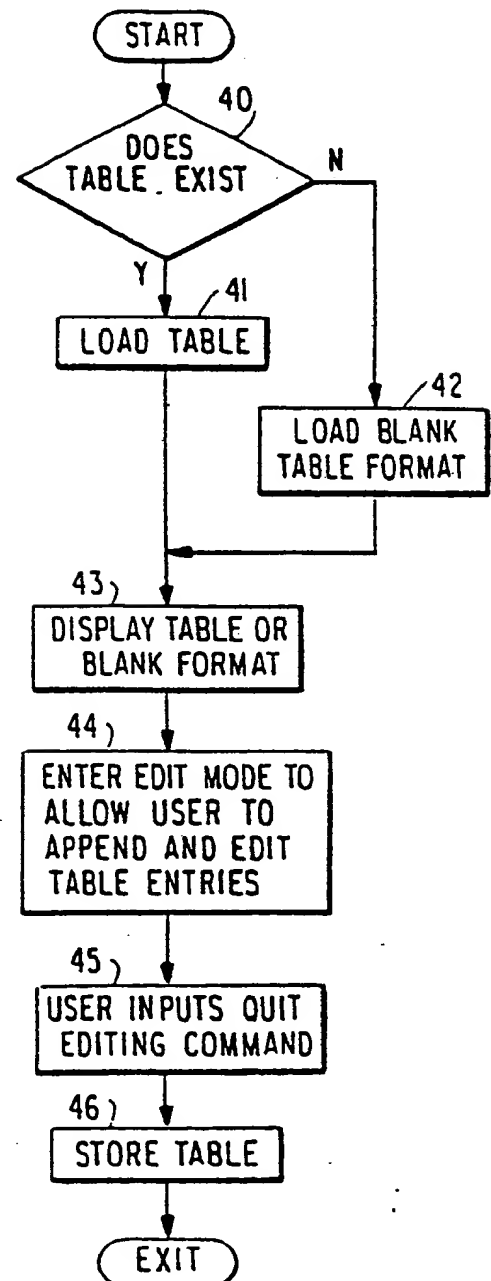 START
40
DOES
TABLE EXIST
N
Y
41
LOAD TABLE
42
LOAD BLANK
TABLE FORMAT
43
DISPLAY TABLE OR
BLANK FORMAT
44
ENTER EDIT MODE TO
ALLOW USER TO
APPEND AND EDIT
TABLE ENTRIES
45
USER INPUTS QUIT
EDITING COMMAND
46
STORE TABLE
EXIT